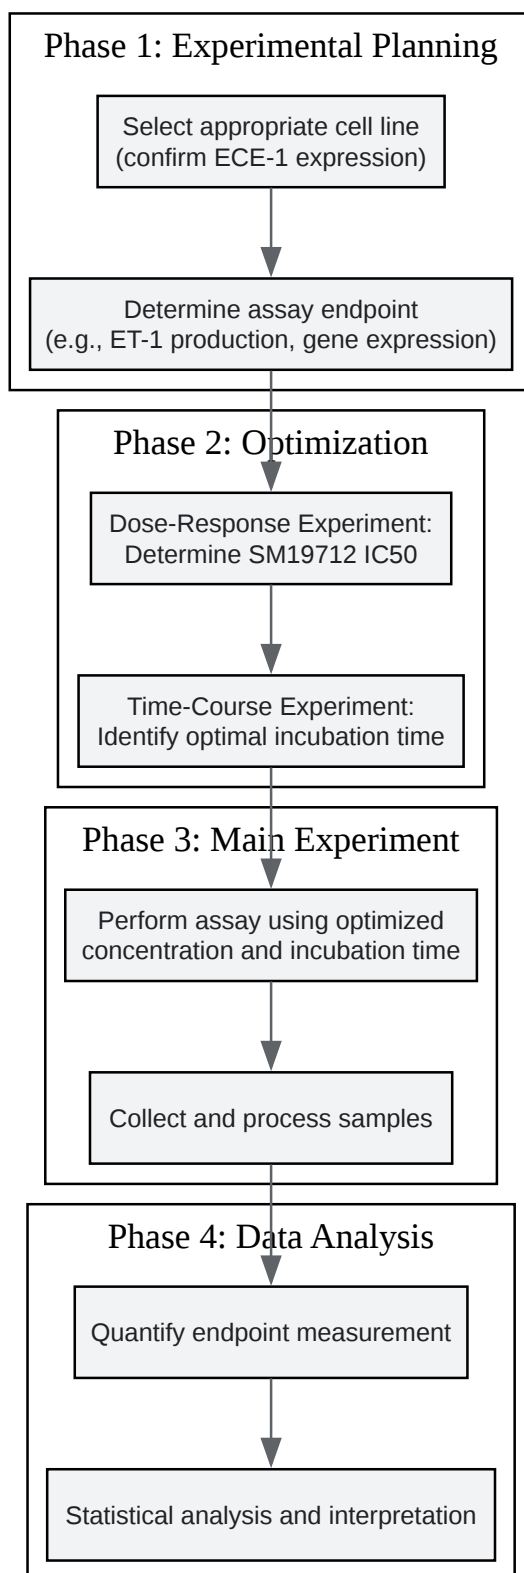 Phase 1: Experimental Planning
Select appropriate cell line
(confirm ECE-1 expression)
Determine assay endpoint
(e.g., ET-1 production, gene expression)
Phase 2: Optimization
Dose-Response Experiment:
Determine SM19712 IC50
Time-Course Experiment:
Identify optimal incubation time
Phase 3: Main Experiment
Perform assay using optimized
concentration and incubation time
Collect and process samples
Phase 4: Data Analysis
Quantify endpoint measurement
Statistical analysis and interpretation